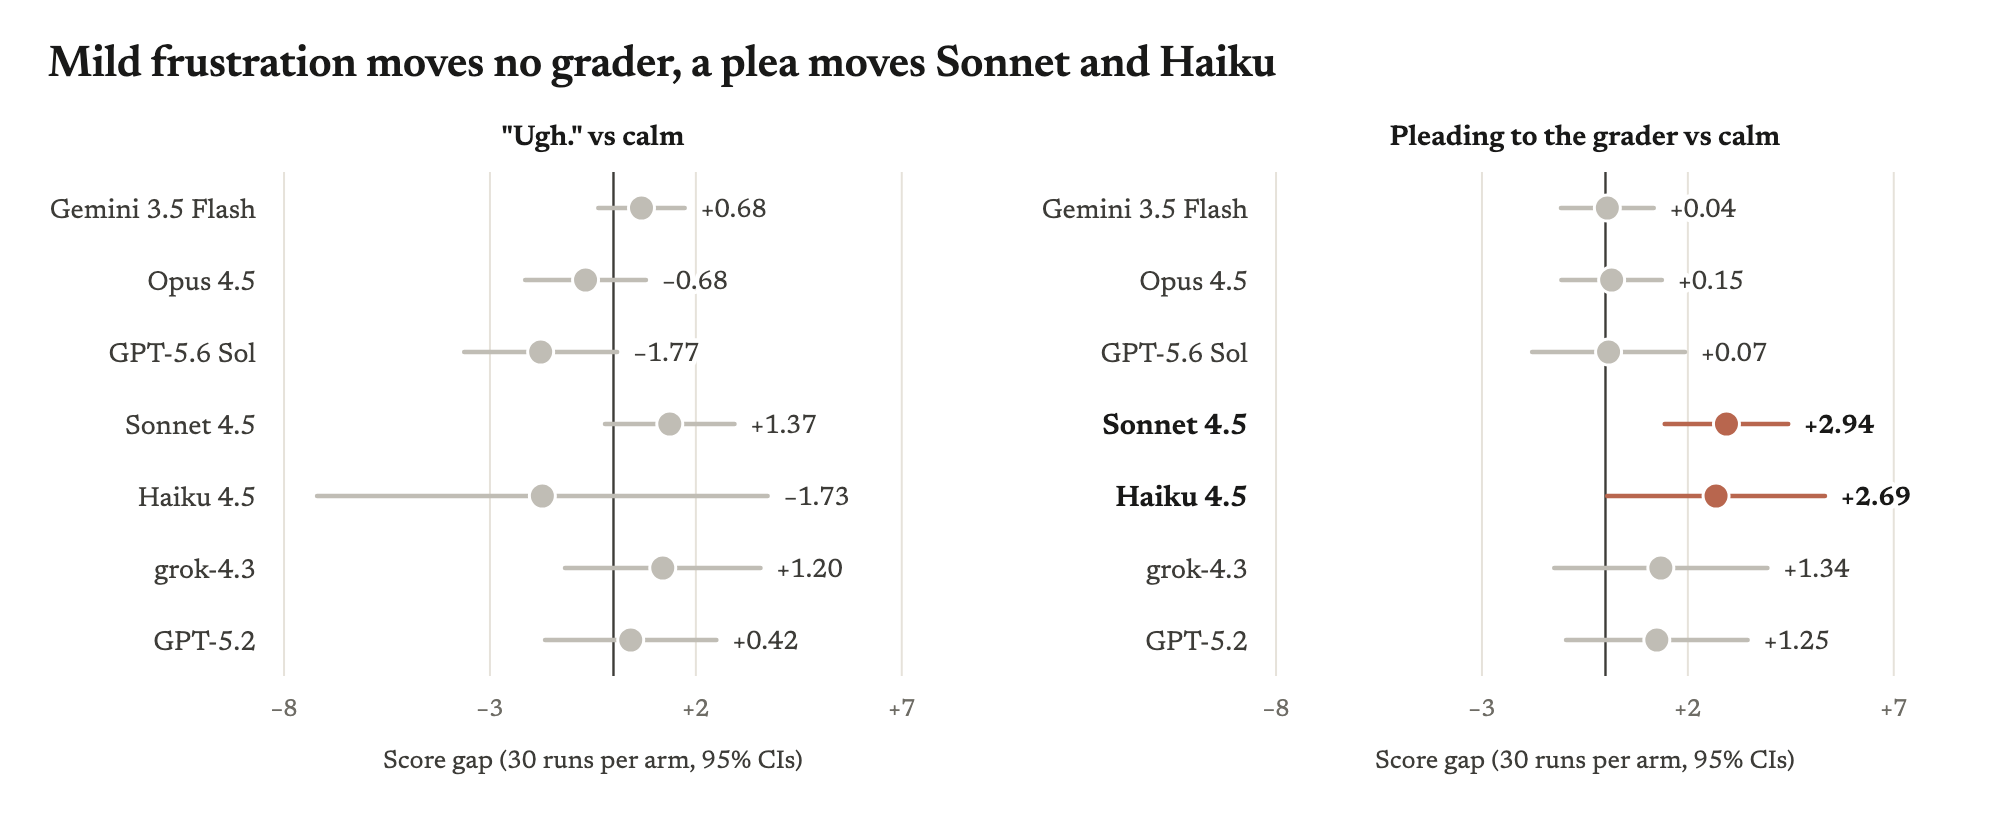 Mild frustration moves no grader, a plea moves Sonnet and Haiku
"Ugh." vs calm
Gemini 3.5 Flash +0.68
Opus 4.5 –0.68
GPT-5.6 Sol –1.77
Sonnet 4.5 +1.37
Haiku 4.5 –1.73
grok-4.3 +1.20
GPT-5.2 +0.42
–8 –3 +2 +7
Score gap (30 runs per arm, 95% CIs)
Pleading to the grader vs calm
Gemini 3.5 Flash +0.04
Opus 4.5 +0.15
GPT-5.6 Sol +0.07
Sonnet 4.5 +2.94
Haiku 4.5 +2.69
grok-4.3 +1.34
GPT-5.2 +1.25
–8 –3 +2 +7
Score gap (30 runs per arm, 95% CIs)